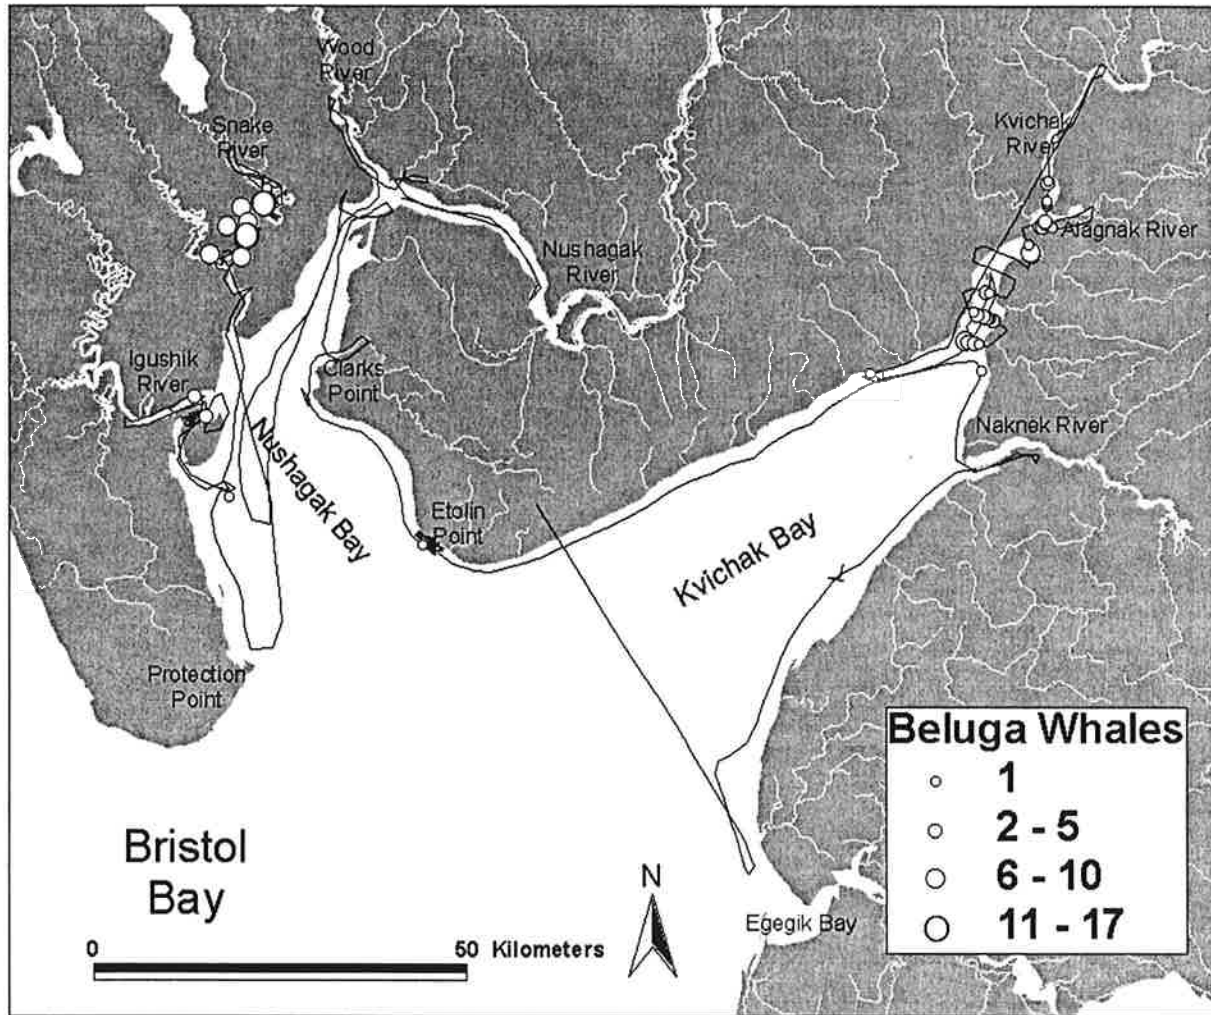 Wood
River
Snake
River
Kvichak
River
Alagnak River
Nushagak
River
Igushik
River
Clarks
Point
Naknek River
Nushagak Bay
Etolin
Point
Kvichak Bay
Protection
Point
Beluga Whales
1
2 - 5
6 - 10
11 - 17
Bristol
Bay
N
Egegik Bay
0
50 Kilometers